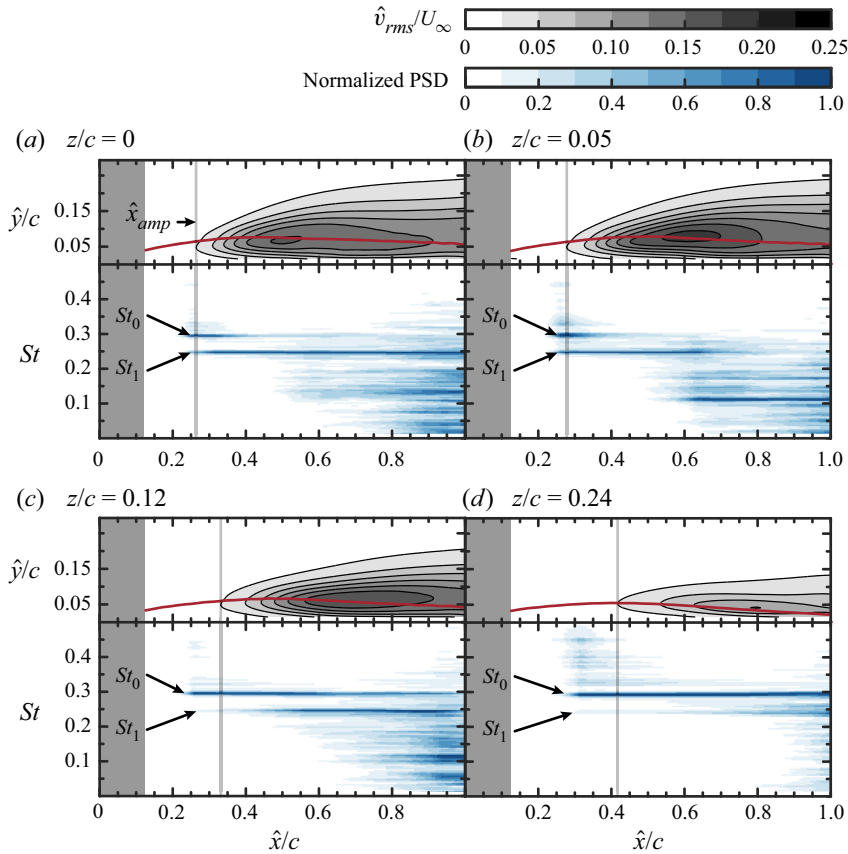 v̂rms/U∞
0 0.05 0.10 0.15 0.20 0.25
Normalized PSD
0 0.2 0.4 0.6 0.8 1.0
(a) z/c = 0
(b) z/c = 0.05
ŷ/c
0.15
0.05
x̂amp
St
0.4
0.3
0.2
0.1
St0
St1
St0
St1
0 0.2 0.4 0.6 0.8
0.2 0.4 0.6 0.8 1.0
(c) z/c = 0.12
(d) z/c = 0.24
ŷ/c
0.15
0.05
St
0.4
0.3
0.2
0.1
St0
St1
St0
St1
0 0.2 0.4 0.6 0.8
0.2 0.4 0.6 0.8 1.0
x̂/c
x̂/c